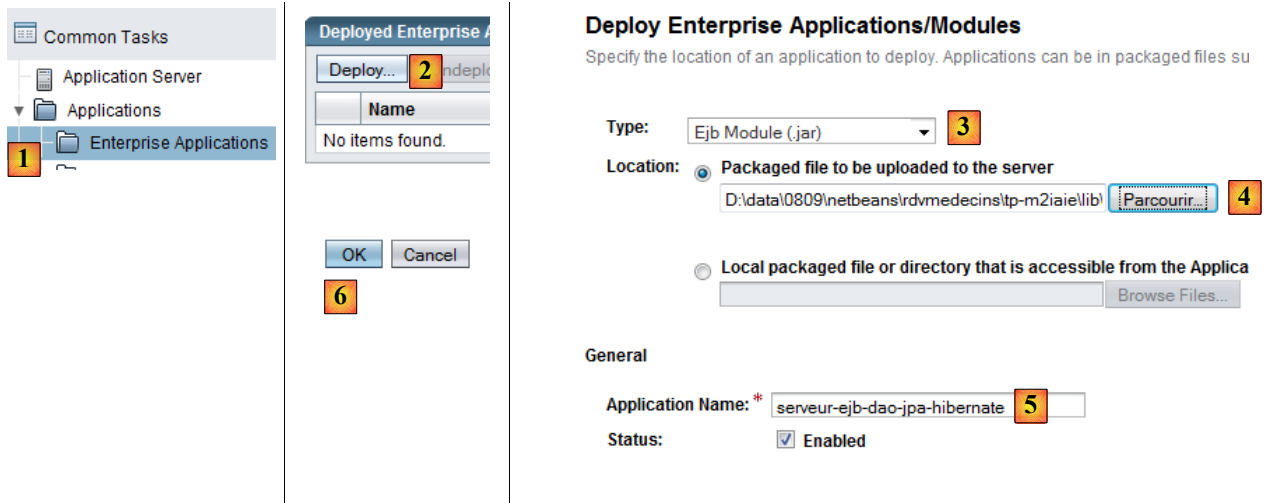 Common Tasks
Application Server
Applications
Enterprise Applications
1
Deployed Enterprise A
Deploy... 2 ndeplo
Name
No items found.
OK Cancel
6
Deploy Enterprise Applications/Modules
Specify the location of an application to deploy. Applications can be in packaged files su
Type: Ejb Module (.jar) 3
Location: Packaged file to be uploaded to the server
D:\data\0809\netbeans\rdvmedecins\tp-m2iaie\lib\ Parcourir... 4
Local packaged file or directory that is accessible from the Applica
Browse Files...
General
Application Name: * serveur-ejb-dao-jpa-hibernate 5
Status: Enabled